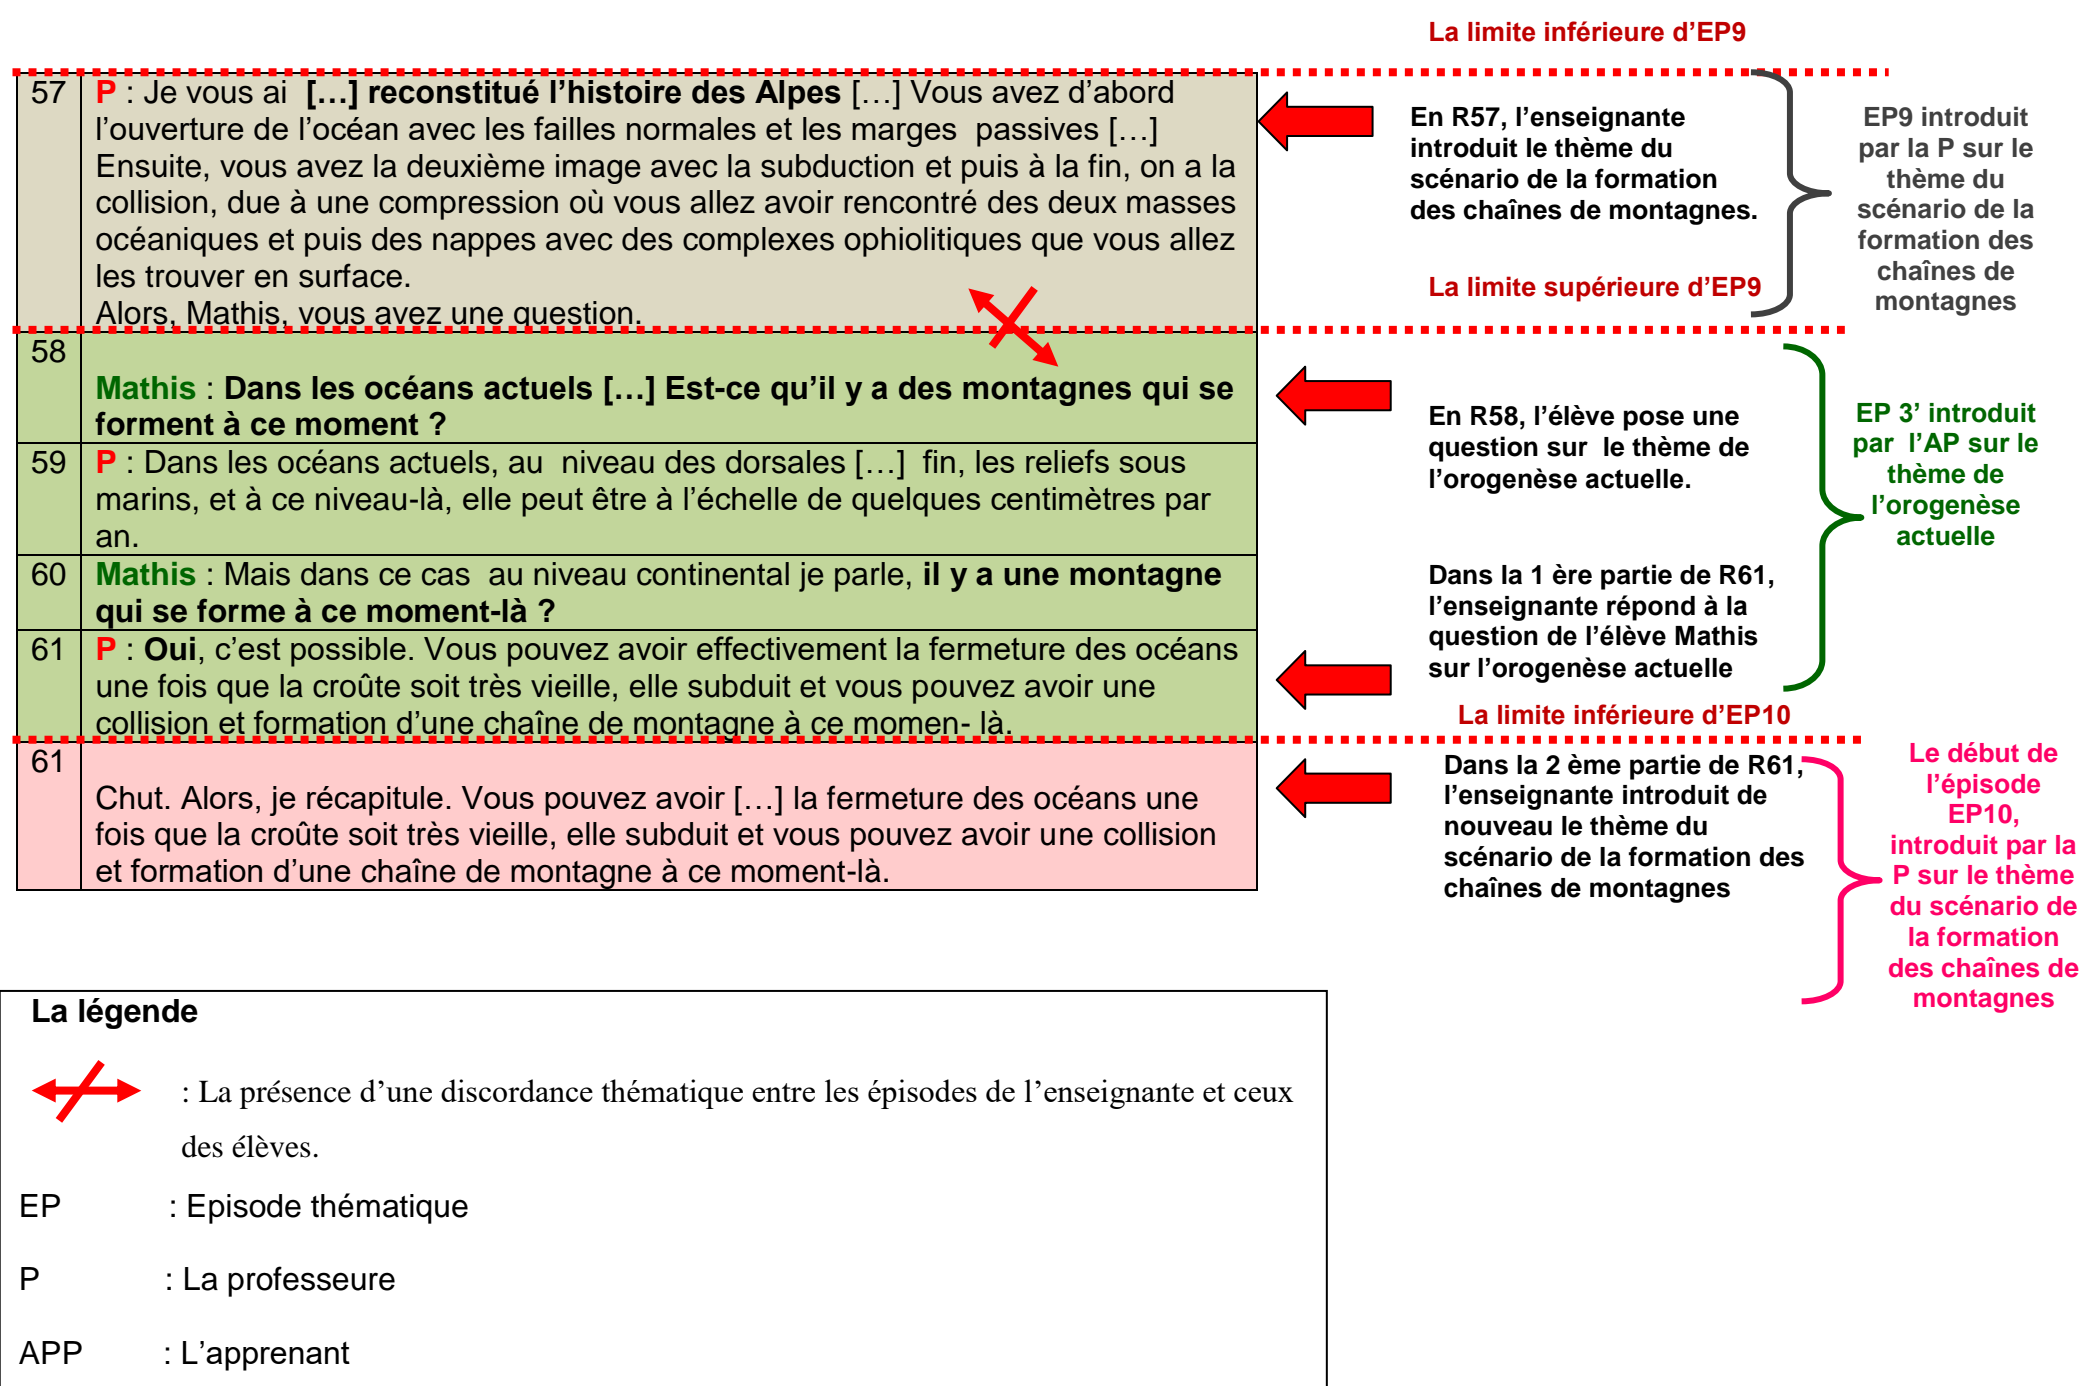 La limite inférieure d’EP9
57 P : Je vous ai […] reconstitué l’histoire des Alpes […] Vous avez d’abord
l’ouverture de l’océan avec les failles normales et les marges passives […]
Ensuite, vous avez la deuxième image avec la subduction et puis à la fin, on a la
collision, due à une compression où vous allez avoir rencontré des deux masses
océaniques et puis des nappes avec des complexes ophiolitiques que vous allez
les trouver en surface.
Alors, Mathis, vous avez une question.
En R57, l’enseignante
introduit le thème du
scénario de la formation
des chaînes de montagnes.
La limite supérieure d’EP9
EP9 introduit
par la P sur le
thème du
scénario de la
formation des
chaînes de
montagnes
58
Mathis : Dans les océans actuels […] Est-ce qu’il y a des montagnes qui se
forment à ce moment ?
59 P : Dans les océans actuels, au niveau des dorsales […] fin, les reliefs sous
marins, et à ce niveau-là, elle peut être à l’échelle de quelques centimètres par
an.
60 Mathis : Mais dans ce cas au niveau continental je parle, il y a une montagne
qui se forme à ce moment-là ?
61 P : Oui, c’est possible. Vous pouvez avoir effectivement la fermeture des océans
une fois que la croûte soit très vieille, elle subduit et vous pouvez avoir une
collision et formation d’une chaîne de montagne à ce momen- là.
En R58, l’élève pose une
question sur le thème de
l’orogenèse actuelle.
Dans la 1 ère partie de R61,
l’enseignante répond à la
question de l’élève Mathis
sur l’orogenèse actuelle
EP 3’ introduit
par l’AP sur le
thème de
l’orogenèse
actuelle
La limite inférieure d’EP10
61
Chut. Alors, je récapitule. Vous pouvez avoir […] la fermeture des océans une
fois que la croûte soit très vieille, elle subduit et vous pouvez avoir une collision
et formation d’une chaîne de montagne à ce moment-là.
Dans la 2 ème partie de R61,
l’enseignante introduit de
nouveau le thème du
scénario de la formation des
chaînes de montagnes
Le début de
l’épisode
EP10,
introduit par la
P sur le thème
du scénario de
la formation
des chaînes de
montagnes
La légende
: La présence d’une discordance thématique entre les épisodes de l’enseignante et ceux
des élèves.
EP : Episode thématique
P : La professeure
APP : L’apprenant